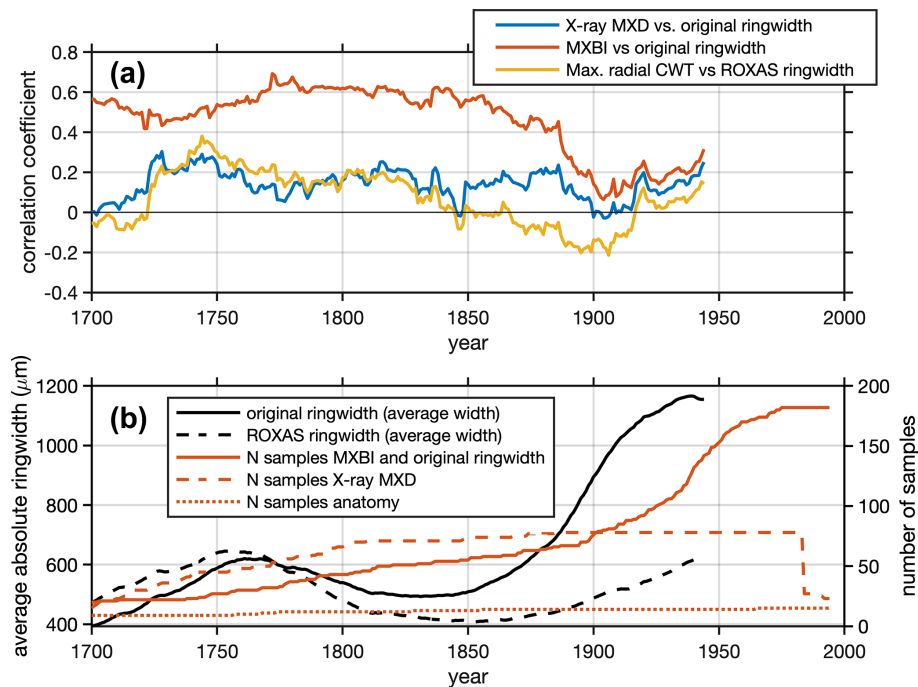 X-ray MXD vs. original ringwidth
MXBI vs original ringwidth
Max. radial CWT vs ROXAS ringwidth
(a)
correlation coefficient
0.8
0.6
0.4
0.2
0
-0.2
-0.4
1700 1750 1800 1850 1900 1950 2000
year
(b)
original ringwidth (average width)
ROXAS ringwidth (average width)
N samples MXBI and original ringwidth
N samples X-ray MXD
N samples anatomy
average absolute ringwidth (μm)
1200
1000
800
600
400
200
150
100
50
0
number of samples
1700 1750 1800 1850 1900 1950 2000
year